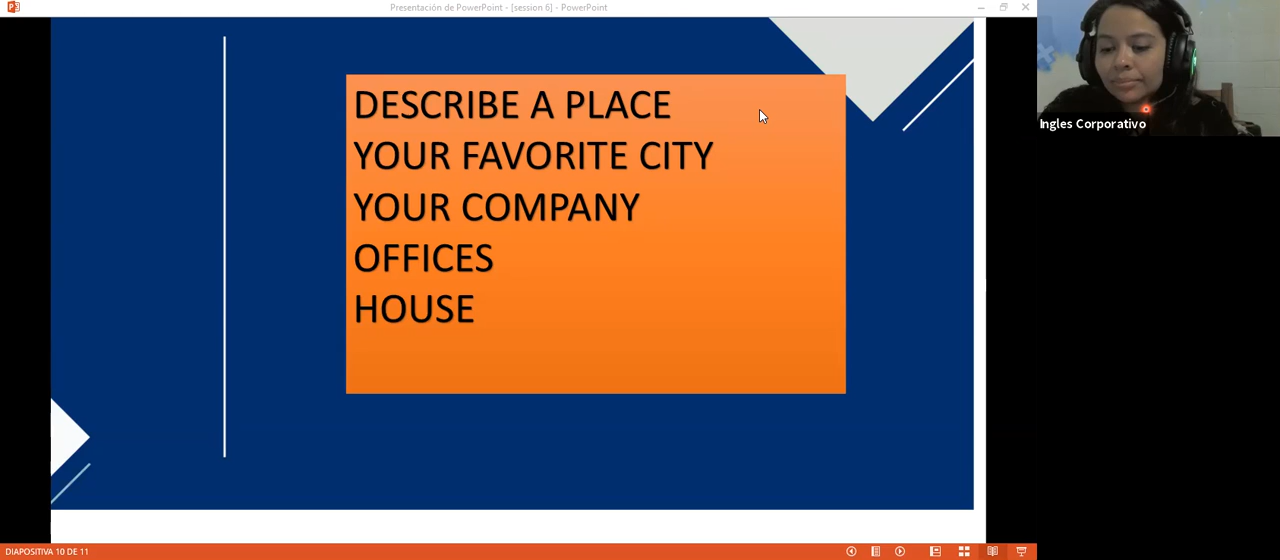 Presentación de PowerPoint - [session 6] - PowerPoint
DESCRIBE A PLACE
YOUR FAVORITE CITY
YOUR COMPANY
OFFICES
HOUSE
Ingles Corporativo
DIAPOSITIVA 10 DE 11